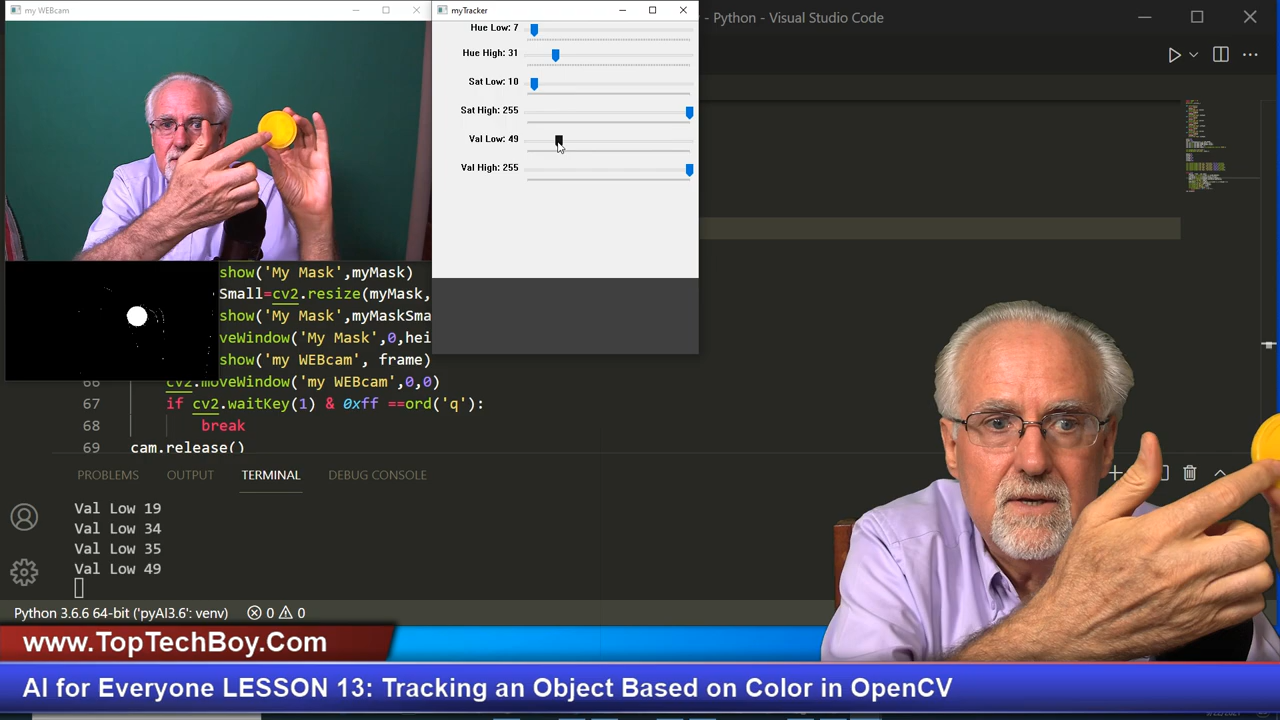 my WEBcam
myTracker
- Python - Visual Studio Code
Hue Low: 7
Hue High: 31
Sat Low: 10
Sat High: 255
Val Low: 49
Val High: 255
show('My Mask',myMask)
Small=cv2.resize(myMask,
show('My Mask',myMaskSma
veWindow('My Mask',0,hei
show('my WEBcam', frame)
66 cv2.moveWindow('my WEBcam',0,0)
67 if cv2.waitKey(1) & 0xff ==ord('q'):
68 break
69 cam.release()
PROBLEMS OUTPUT TERMINAL DEBUG CONSOLE
Val Low 19
Val Low 34
Val Low 35
Val Low 49
Python 3.6.6 64-bit ('pyAI3.6': venv) 0 0
www.TopTechBoy.Com
AI for Everyone LESSON 13: Tracking an Object Based on Color in OpenCV